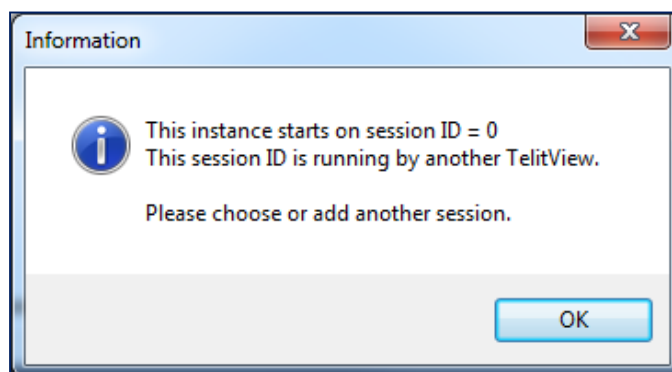 Information
This instance starts on session ID = 0
This session ID is running by another TelitView.
Please choose or add another session.
OK